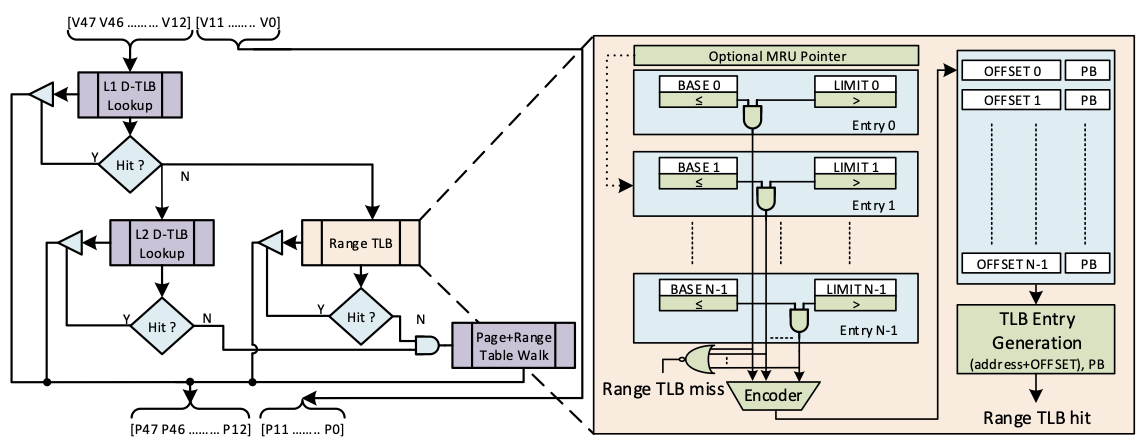 [V47 V46 ......... V12] [V11 ........ V0]
L1 D-TLB
Lookup
Hit ?
Y
N
L2 D-TLB
Lookup
Range TLB
Hit ?
Y
N
Hit ?
Y
N
Page+Range
Table Walk
[P47 P46 ......... P12] [P11 ........ P0]
Optional MRU Pointer
BASE 0
≤
LIMIT 0
>
Entry 0
BASE 1
≤
LIMIT 1
>
Entry 1
BASE N-1
≤
LIMIT N-1
>
Entry N-1
Range TLB miss
Encoder
OFFSET 0 PB
OFFSET 1 PB
OFFSET N-1 PB
TLB Entry
Generation
(address+OFFSET), PB
Range TLB hit